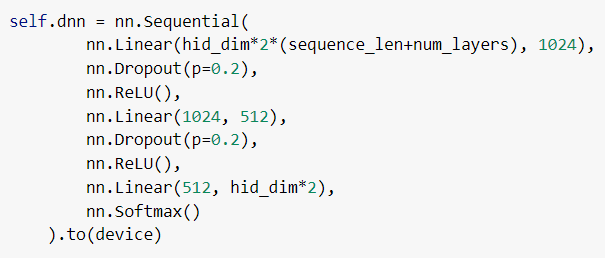 self.dnn = nn.Sequential(
        nn.Linear(hid_dim*2*(sequence_len+num_layers), 1024),
        nn.Dropout(p=0.2),
        nn.ReLU(),
        nn.Linear(1024, 512),
        nn.Dropout(p=0.2),
        nn.ReLU(),
        nn.Linear(512, hid_dim*2),
        nn.Softmax()
    ).to(device)